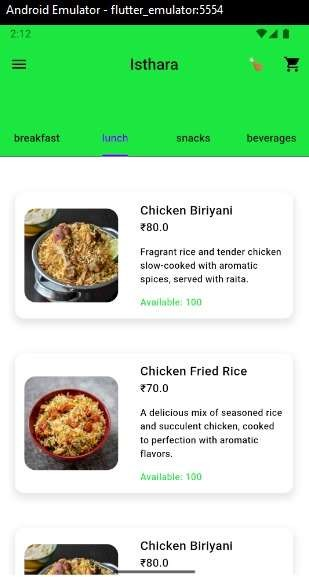 Android Emulator - flutter_emulator:5554
2:12
Isthara
breakfast lunch snacks beverages
Chicken Biriyani
₹80.0
Fragrant rice and tender chicken
slow-cooked with aromatic
spices, served with raita.
Available: 100
Chicken Fried Rice
₹70.0
A delicious mix of seasoned rice
and succulent chicken, cooked
to perfection with aromatic
flavors.
Available: 100
Chicken Biriyani
₹80.0